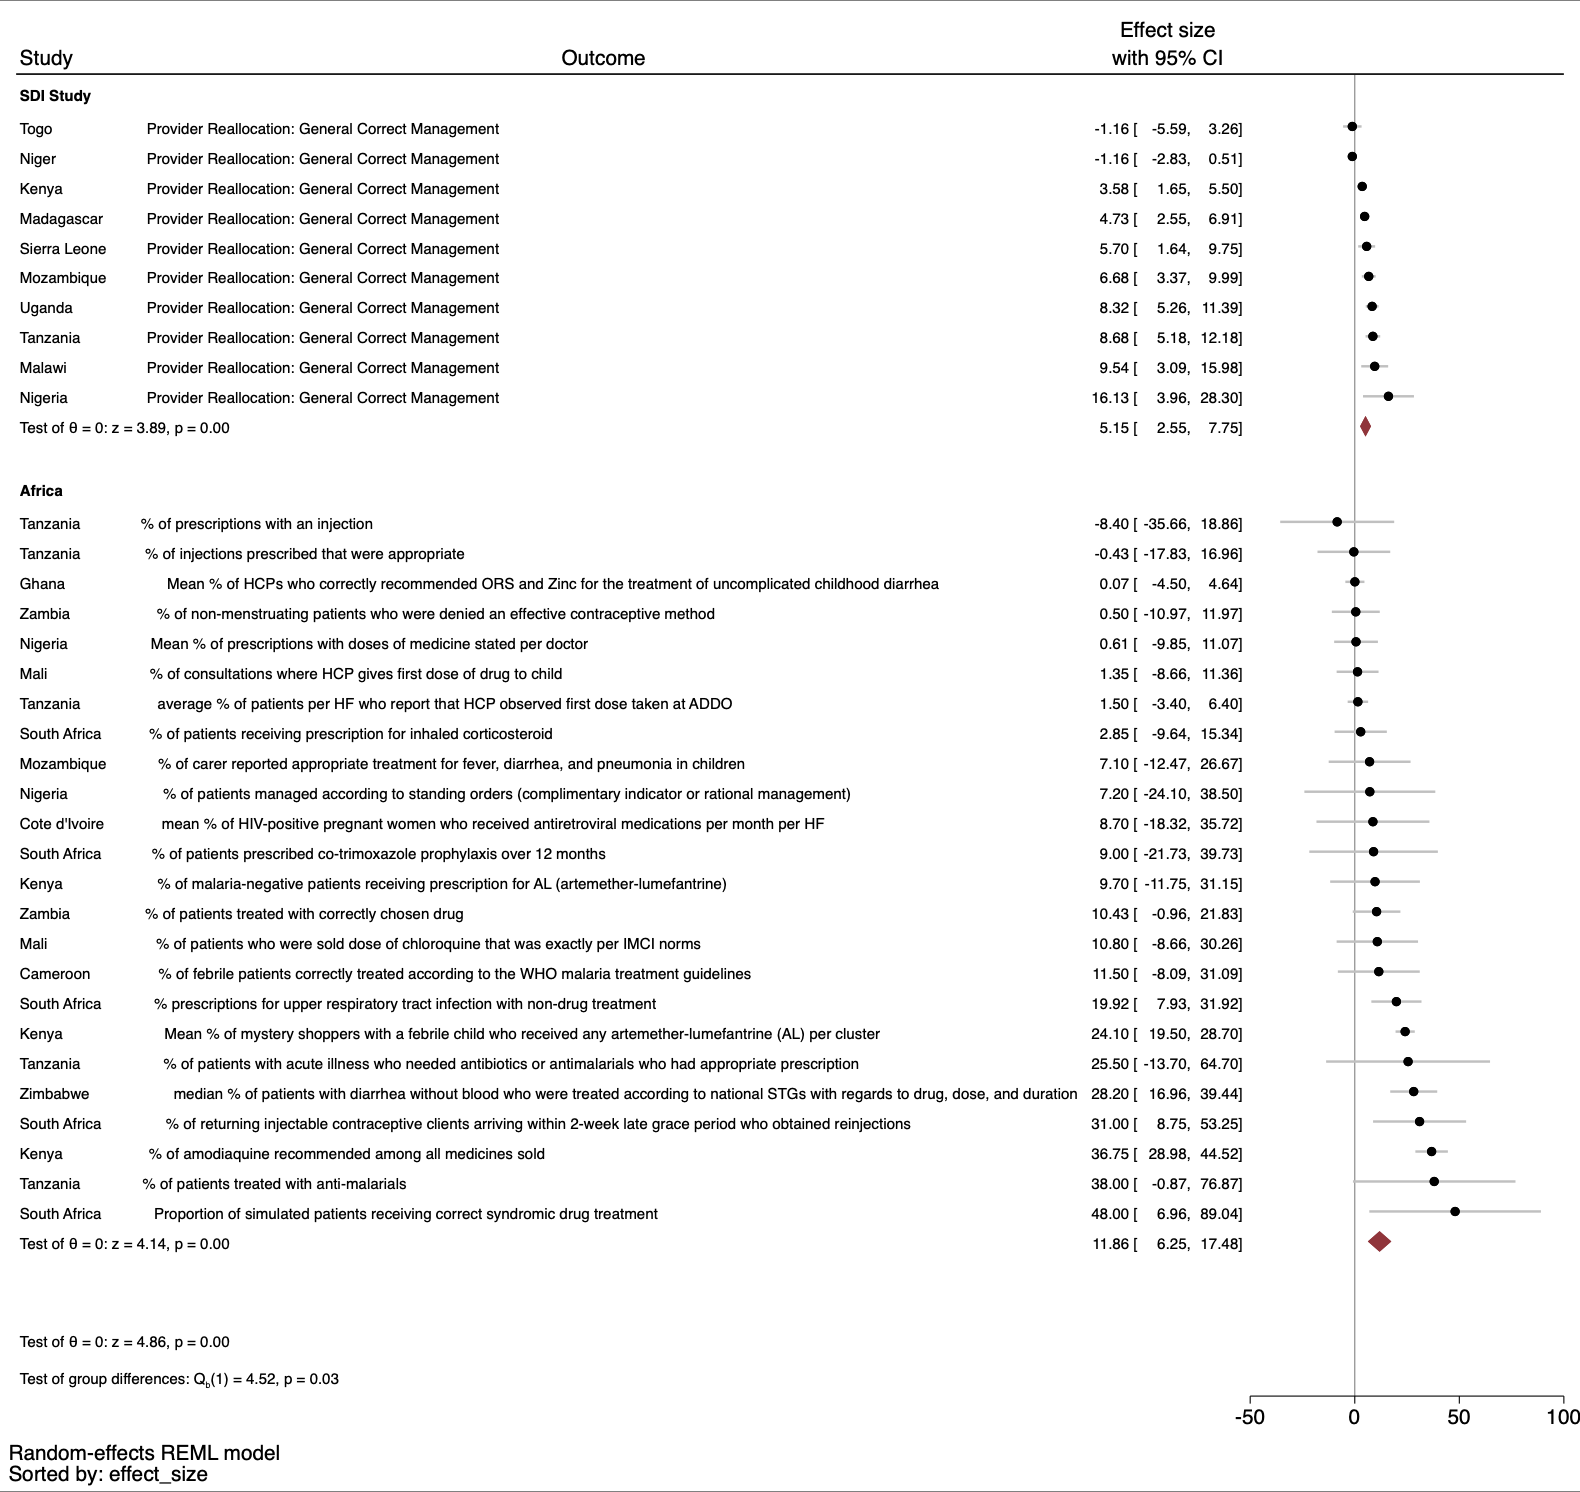 Effect size
Study Outcome with 95% CI
SDI Study
Togo Provider Reallocation: General Correct Management -1.16 [ -5.59, 3.26]
Niger Provider Reallocation: General Correct Management -1.16 [ -2.83, 0.51]
Kenya Provider Reallocation: General Correct Management 3.58 [ 1.65, 5.50]
Madagascar Provider Reallocation: General Correct Management 4.73 [ 2.55, 6.91]
Sierra Leone Provider Reallocation: General Correct Management 5.70 [ 1.64, 9.75]
Mozambique Provider Reallocation: General Correct Management 6.68 [ 3.37, 9.99]
Uganda Provider Reallocation: General Correct Management 8.32 [ 5.26, 11.39]
Tanzania Provider Reallocation: General Correct Management 8.68 [ 5.18, 12.18]
Malawi Provider Reallocation: General Correct Management 9.54 [ 3.09, 15.98]
Nigeria Provider Reallocation: General Correct Management 16.13 [ 3.96, 28.30]
Test of θ = 0: z = 3.89, p = 0.00 5.15 [ 2.55, 7.75]
Africa
Tanzania % of prescriptions with an injection -8.40 [ -35.66, 18.86]
Tanzania % of injections prescribed that were appropriate -0.43 [ -17.83, 16.96]
Ghana Mean % of HCPs who correctly recommended ORS and Zinc for the treatment of uncomplicated childhood diarrhea 0.07 [ -4.50, 4.64]
Zambia % of non-menstruating patients who were denied an effective contraceptive method 0.50 [ -10.97, 11.97]
Nigeria Mean % of prescriptions with doses of medicine stated per doctor 0.61 [ -9.85, 11.07]
Mali % of consultations where HCP gives first dose of drug to child 1.35 [ -8.66, 11.36]
Tanzania average % of patients per HF who report that HCP observed first dose taken at ADDO 1.50 [ -3.40, 6.40]
South Africa % of patients receiving prescription for inhaled corticosteroid 2.85 [ -9.64, 15.34]
Mozambique % of carer reported appropriate treatment for fever, diarrhea, and pneumonia in children 7.10 [ -12.47, 26.67]
Nigeria % of patients managed according to standing orders (complimentary indicator or rational management) 7.20 [ -24.10, 38.50]
Cote d'Ivoire mean % of HIV-positive pregnant women who received antiretroviral medications per month per HF 8.70 [ -18.32, 35.72]
South Africa % of patients prescribed co-trimoxazole prophylaxis over 12 months 9.00 [ -21.73, 39.73]
Kenya % of malaria-negative patients receiving prescription for AL (artemether-lumefantrine) 9.70 [ -11.75, 31.15]
Zambia % of patients treated with correctly chosen drug 10.43 [ -0.96, 21.83]
Mali % of patients who were sold dose of chloroquine that was exactly per IMCI norms 10.80 [ -8.66, 30.26]
Cameroon % of febrile patients correctly treated according to the WHO malaria treatment guidelines 11.50 [ -8.09, 31.09]
South Africa % prescriptions for upper respiratory tract infection with non-drug treatment 19.92 [ 7.93, 31.92]
Kenya Mean % of mystery shoppers with a febrile child who received any artemether-lumefantrine (AL) per cluster 24.10 [ 19.50, 28.70]
Tanzania % of patients with acute illness who needed antibiotics or antimalarials who had appropriate prescription 25.50 [ -13.70, 64.70]
Zimbabwe median % of patients with diarrhea without blood who were treated according to national STGs with regards to drug, dose, and duration 28.20 [ 16.96, 39.44]
South Africa % of returning injectable contraceptive clients arriving within 2-week late grace period who obtained reinjections 31.00 [ 8.75, 53.25]
Kenya % of amodiaquine recommended among all medicines sold 36.75 [ 28.98, 44.52]
Tanzania % of patients treated with anti-malarials 38.00 [ -0.87, 76.87]
South Africa Proportion of simulated patients receiving correct syndromic drug treatment 48.00 [ 6.96, 89.04]
Test of θ = 0: z = 4.14, p = 0.00 11.86 [ 6.25, 17.48]
Test of θ = 0: z = 4.86, p = 0.00
Test of group differences: Qb(1) = 4.52, p = 0.03
-50 0 50 100
Random-effects REML model
Sorted by: effect_size